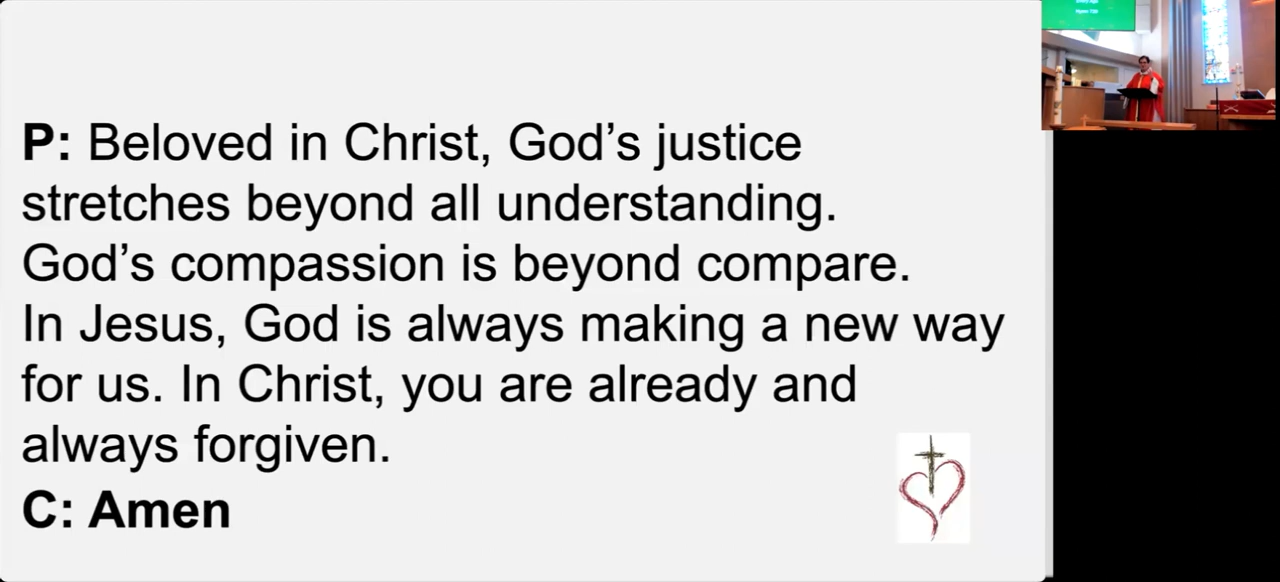 P: Beloved in Christ, God’s justice
stretches beyond all understanding.
God’s compassion is beyond compare.
In Jesus, God is always making a new way
for us. In Christ, you are already and
always forgiven.
C: Amen